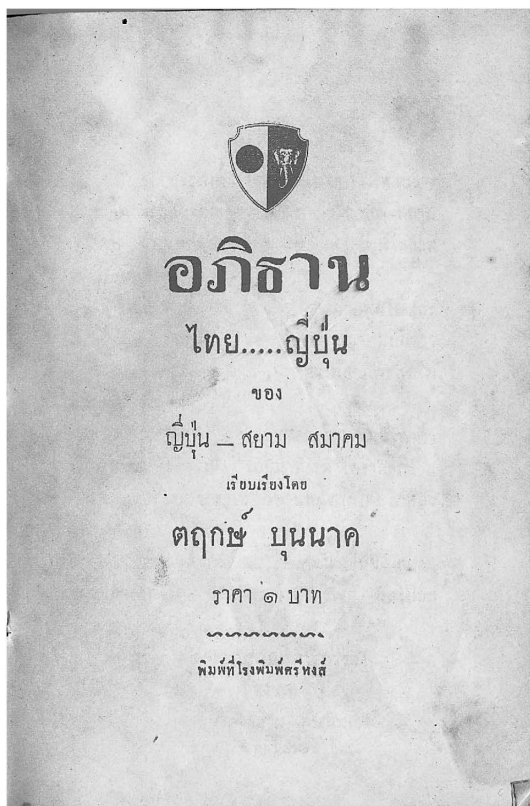 อภิธาน
ไทย.....ญี่ปุ่น
ของ
ญี่ปุ่น — สยาม สมาคม
เรียบเรียงโดย
ตฤกษ์ บุนนาค
ราคา ๑ บาท
พิมพ์ที่โรงพิมพ์ศรีหงส์